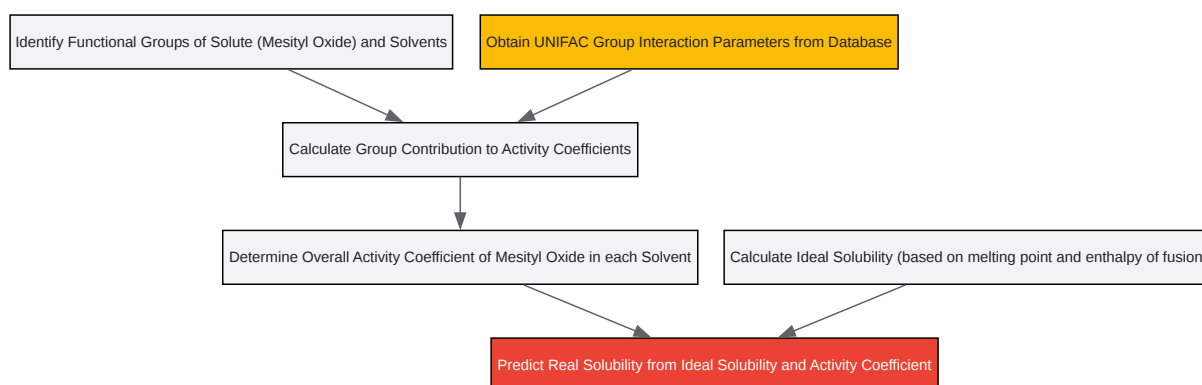 Identify Functional Groups of Solute (Mesityl Oxide) and Solvents
Obtain UNIFAC Group Interaction Parameters from Database
Calculate Group Contribution to Activity Coefficients
Determine Overall Activity Coefficient of Mesityl Oxide in each Solvent
Calculate Ideal Solubility (based on melting point and enthalpy of fusion
Predict Real Solubility from Ideal Solubility and Activity Coefficient